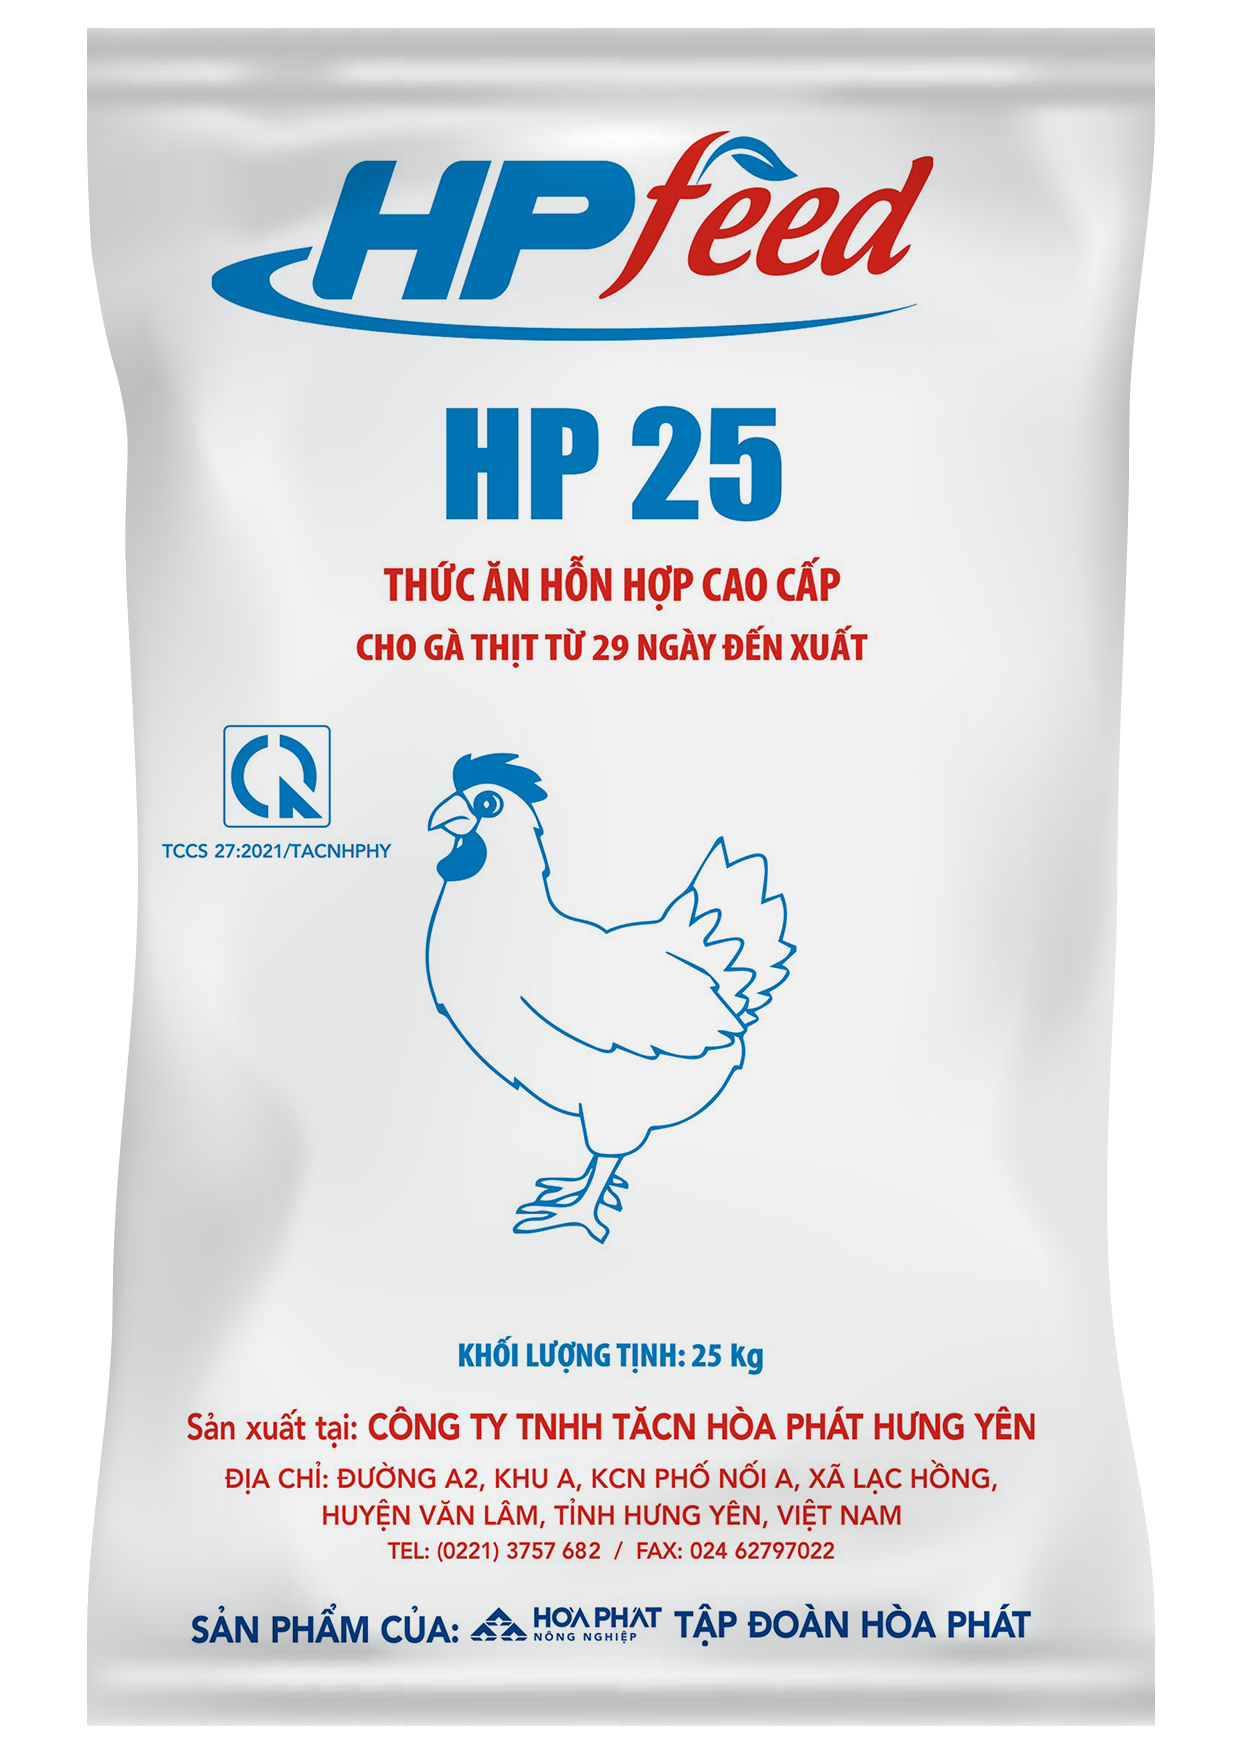 HPfeed
HP 25
THỨC ĂN HỖN HỢP CAO CẤP
CHO GÀ THỊT TỪ 29 NGÀY ĐẾN XUẤT
CR
TCCS 27:2021/TACNHPHY
KHỐI LƯỢNG TỊNH: 25 kg
Sản xuất tại: CÔNG TY TNHH TĂCN HÒA PHÁT HƯNG YÊN
ĐỊA CHỈ: ĐƯỜNG A2, KHU A, KCN PHỐ NỐI A, XÃ LẠC HỒNG,
HUYỆN VĂN LÂM, TỈNH HƯNG YÊN, VIỆT NAM
TEL: (0221) 3757 682 / FAX: 024 62797022
SẢN PHẨM CỦA: HÒA PHÁT NÔNG NGHIỆP TẬP ĐOÀN HÒA PHÁT